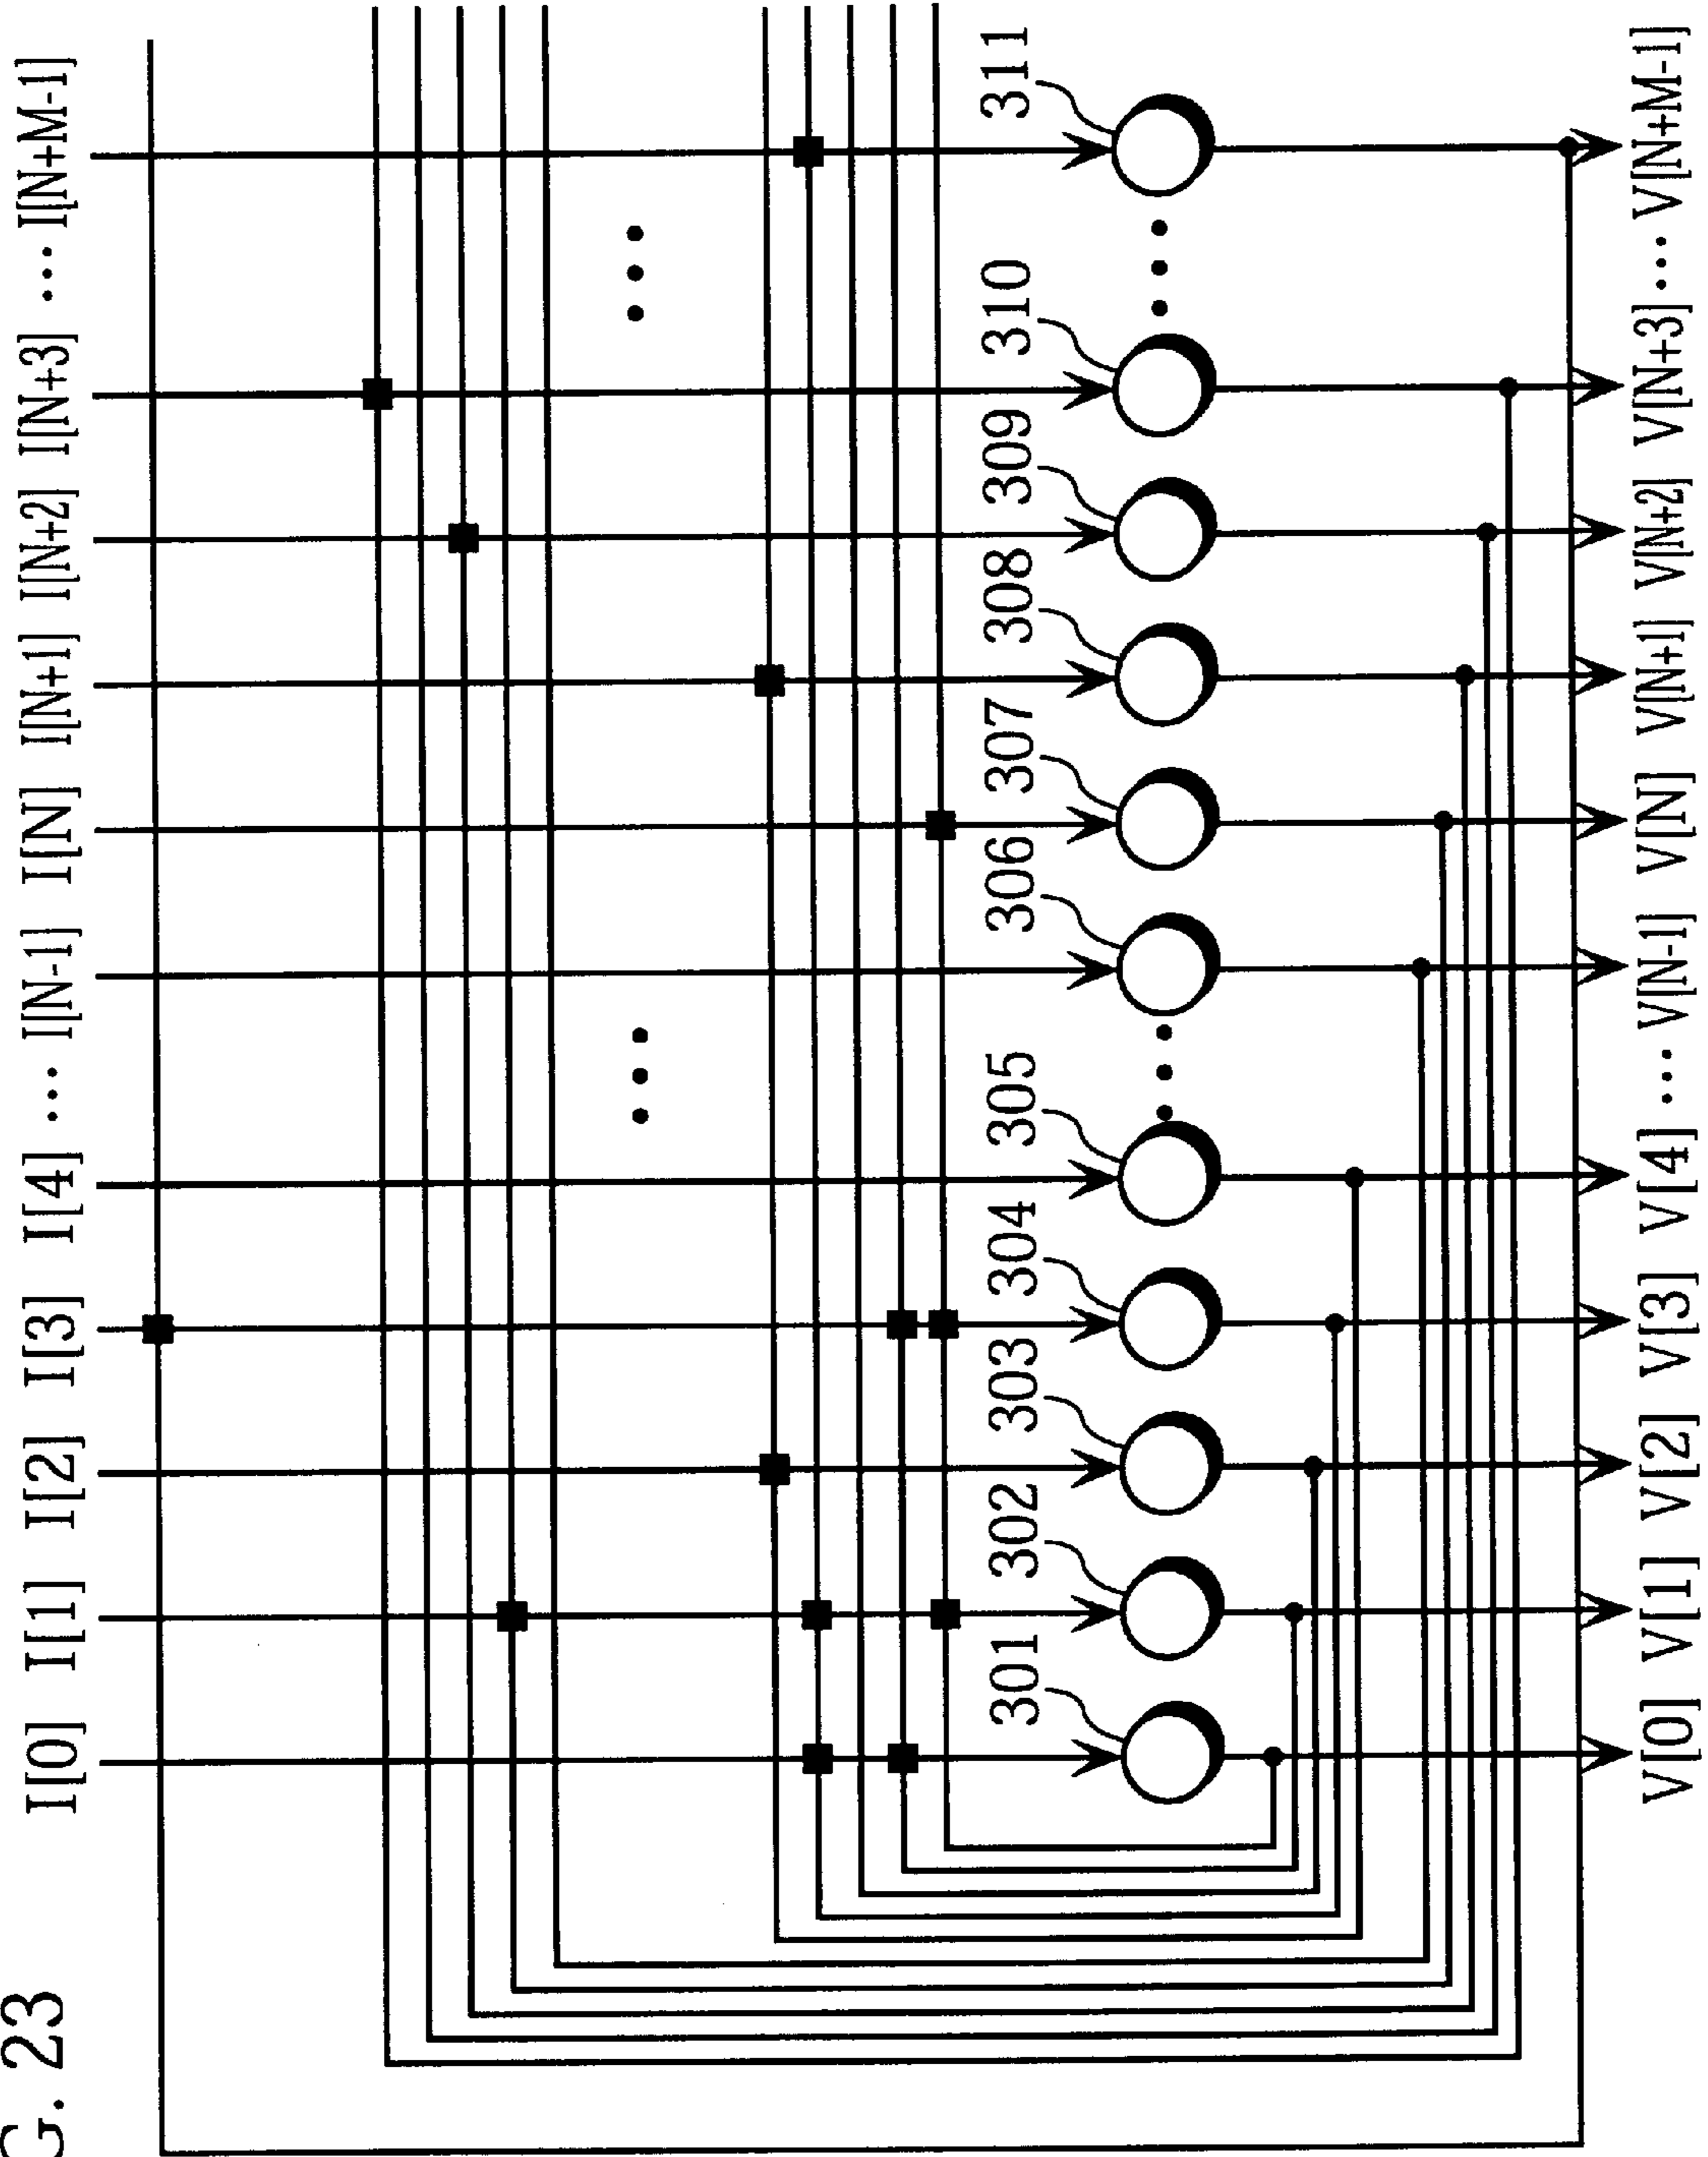 G. 23
I[0] I[1] I[2] I[3] I[4] ··· I[N-1] I[N] I[N+1] I[N+2] I[N+3] ··· I[N+M-1]
301 302 303 304 305 306 307 308 309 310 311
V[0] V[1] V[2] V[3] V[4] ··· V[N-1] V[N] V[N+1] V[N+2] V[N+3] ··· V[N+M-1]